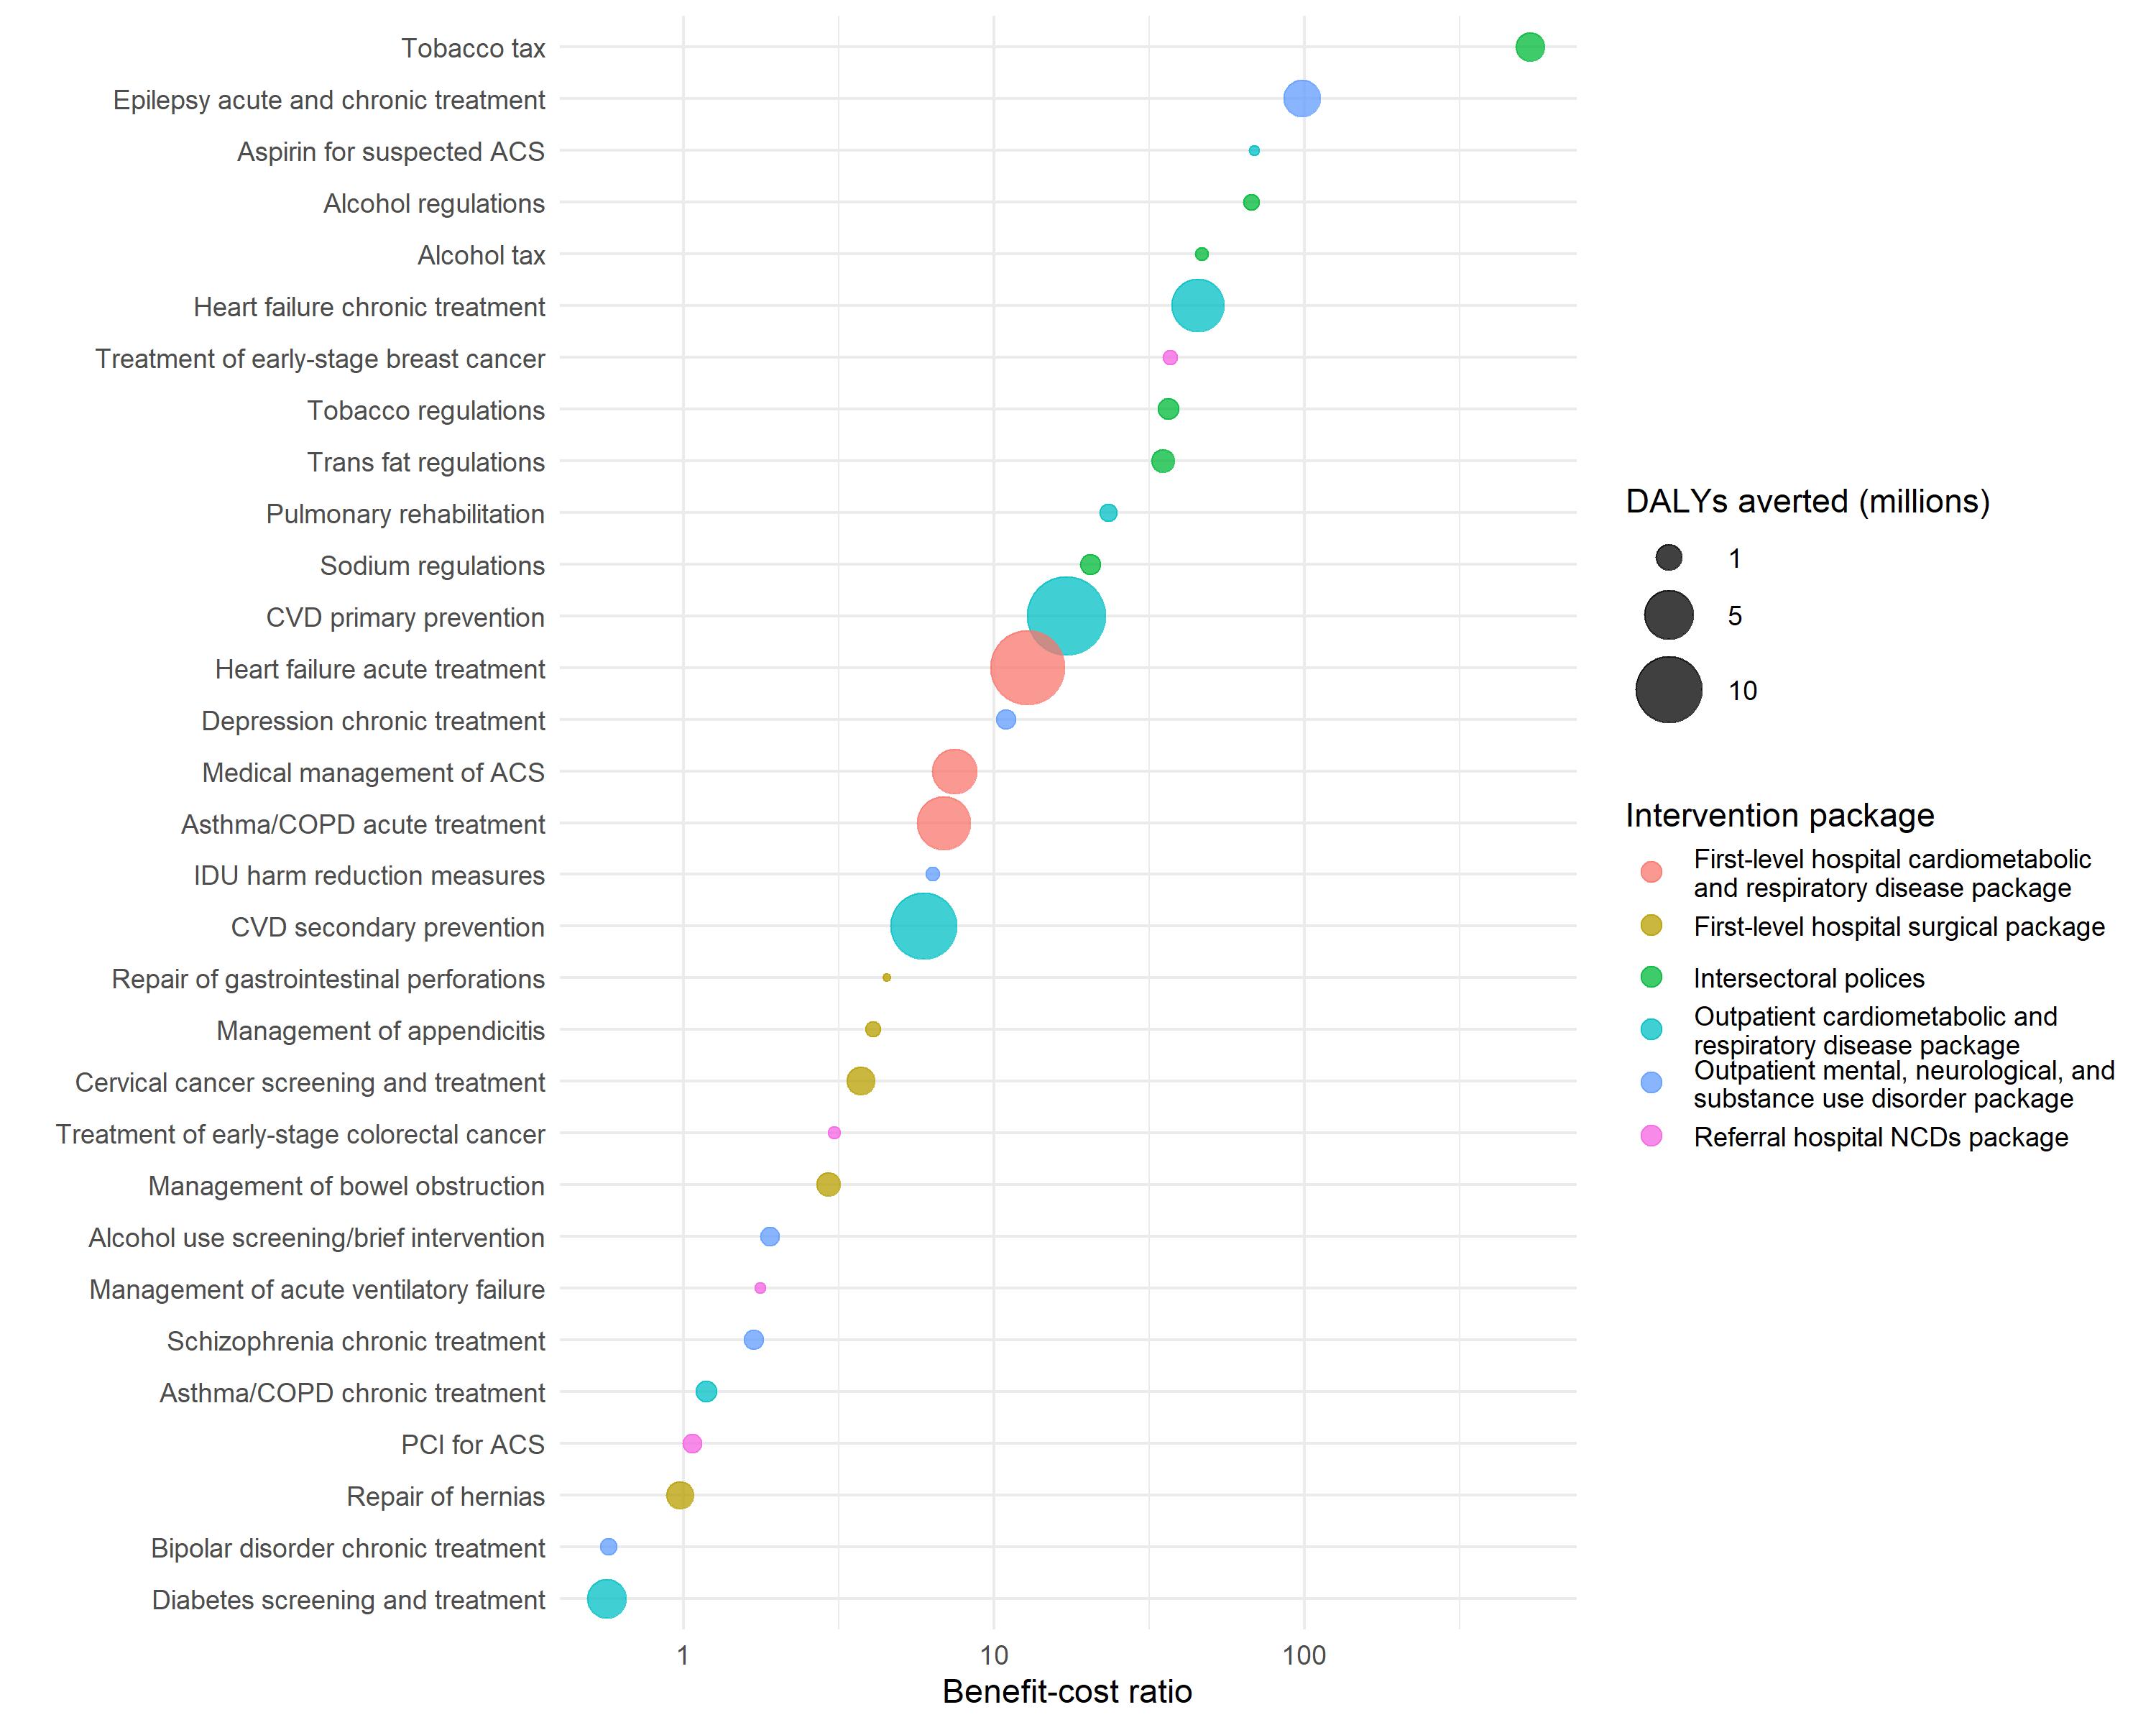 Tobacco tax
Epilepsy acute and chronic treatment
Aspirin for suspected ACS
Alcohol regulations
Alcohol tax
Heart failure chronic treatment
Treatment of early-stage breast cancer
Tobacco regulations
Trans fat regulations
Pulmonary rehabilitation
Sodium regulations
CVD primary prevention
Heart failure acute treatment
Depression chronic treatment
Medical management of ACS
Asthma/COPD acute treatment
IDU harm reduction measures
CVD secondary prevention
Repair of gastrointestinal perforations
Management of appendicitis
Cervical cancer screening and treatment
Treatment of early-stage colorectal cancer
Management of bowel obstruction
Alcohol use screening/brief intervention
Management of acute ventilatory failure
Schizophrenia chronic treatment
Asthma/COPD chronic treatment
PCI for ACS
Repair of hernias
Bipolar disorder chronic treatment
Diabetes screening and treatment
1
10
100
Benefit-cost ratio
DALYs averted (millions)
1
5
10
Intervention package
First-level hospital cardiometabolic
and respiratory disease package
First-level hospital surgical package
Intersectoral polices
Outpatient cardiometabolic and
respiratory disease package
Outpatient mental, neurological, and
substance use disorder package
Referral hospital NCDs package